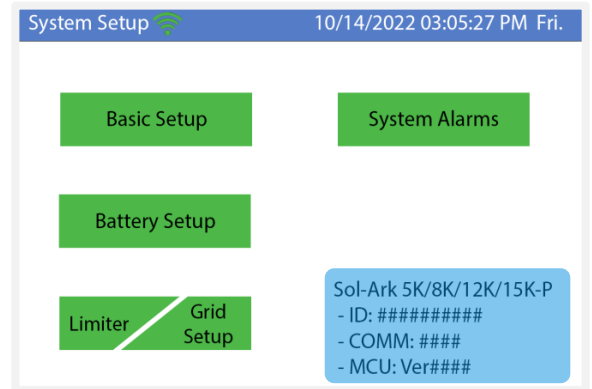 System Setup 10/14/2022 03:05:27 PM Fri.
Basic Setup
System Alarms
Battery Setup
Limiter
Grid
Setup
Sol-Ark 5K/8K/12K/15K-P
- ID: ##########
- COMM: ####
- MCU: Ver####